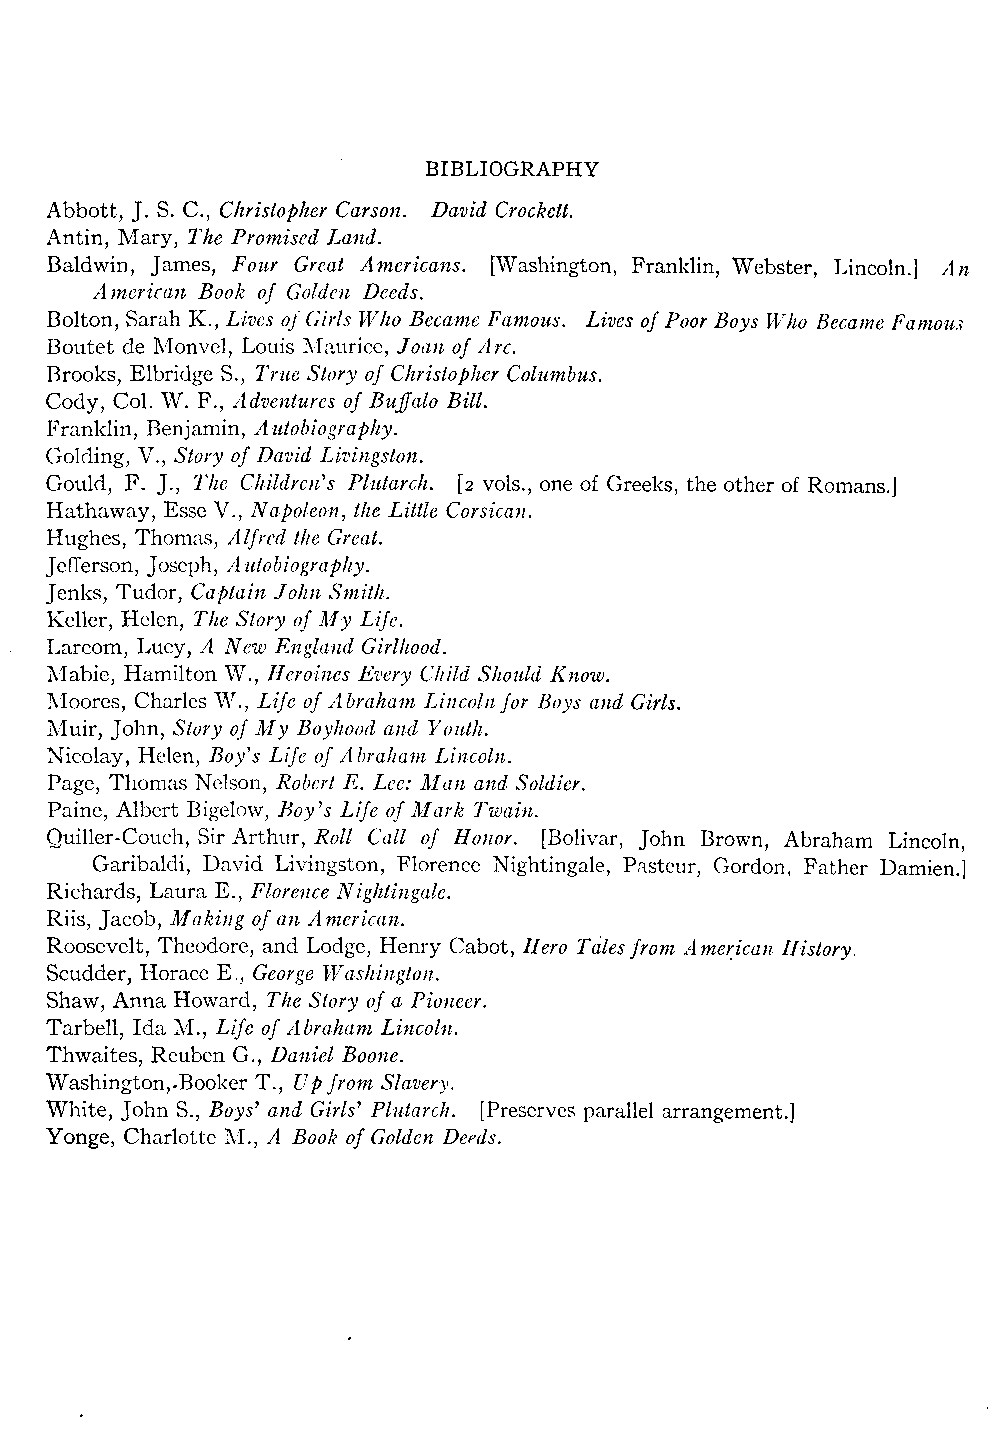 BIBLIOGRAPHY
Abbott, J. S. C., Christopher Carson. David Crockett.
Antin, Mary, The Promised Land.
Baldwin, James, Four Great Americans. [Washington, Franklin, Webster, Lincoln.] An
American Book of Golden Deeds.
Bolton, Sarah K., Lives of Girls Who Became Famous. Lives of Poor Boys Who Became Famous
Boutet de Monvel, Louis Maurice, Joan of Arc.
Brooks, Elbridge S., True Story of Christopher Columbus.
Cody, Col. W. F., Adventures of Buffalo Bill.
Franklin, Benjamin, Autobiography.
Golding, V., Story of David Livingston.
Gould, F. J., The Children's Plutarch. [2 vols., one of Greeks, the other of Romans.]
Hathaway, Esse V., Napoleon, the Little Corsican.
Hughes, Thomas, Alfred the Great.
Jefferson, Joseph, Autobiography.
Jenks, Tudor, Captain John Smith.
Keller, Helen, The Story of My Life.
Larcom, Lucy, A New England Girlhood.
Mabie, Hamilton W., Heroines Every Child Should Know.
Moores, Charles W., Life of Abraham Lincoln for Boys and Girls.
Muir, John, Story of My Boyhood and Youth.
Nicolay, Helen, Boy's Life of Abraham Lincoln.
Page, Thomas Nelson, Robert E. Lee: Man and Soldier.
Paine, Albert Bigelow, Boy's Life of Mark Twain.
Quiller-Couch, Sir Arthur, Roll Call of Honor. [Bolivar, John Brown, Abraham Lincoln,
Garibaldi, David Livingston, Florence Nightingale, Pasteur, Gordon, Father Damien.]
Richards, Laura E., Florence Nightingale.
Riis, Jacob, Making of an American.
Roosevelt, Theodore, and Lodge, Henry Cabot, Hero Tales from American History.
Scudder, Horace E., George Washington.
Shaw, Anna Howard, The Story of a Pioneer.
Tarbell, Ida M., Life of Abraham Lincoln.
Thwaites, Reuben G., Daniel Boone.
Washington, Booker T., Up from Slavery.
White, John S., Boys' and Girls' Plutarch. [Preserves parallel arrangement.]
Yonge, Charlotte M., A Book of Golden Deeds.